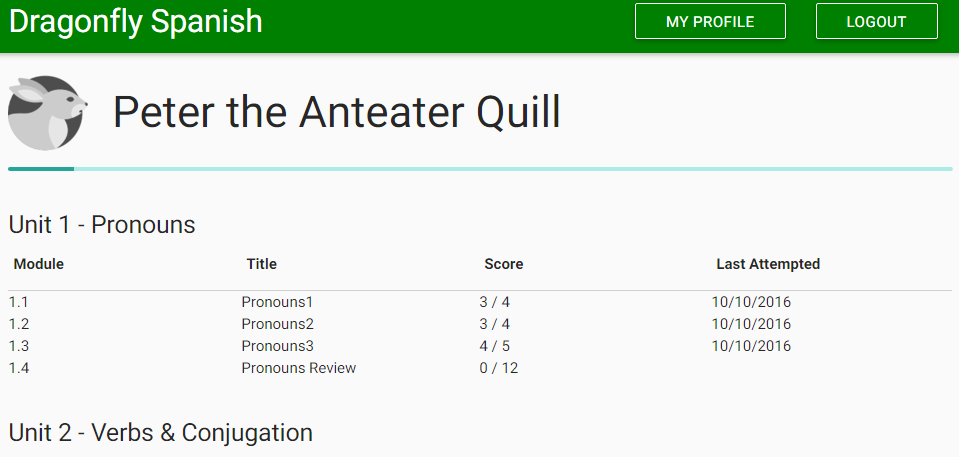 Dragonfly Spanish MY PROFILE LOGOUT
Peter the Anteater Quill
Unit 1 - Pronouns
Module Title Score Last Attempted
1.1 Pronouns1 3 / 4 10/10/2016
1.2 Pronouns2 3 / 4 10/10/2016
1.3 Pronouns3 4 / 5 10/10/2016
1.4 Pronouns Review 0 / 12
Unit 2 - Verbs & Conjugation